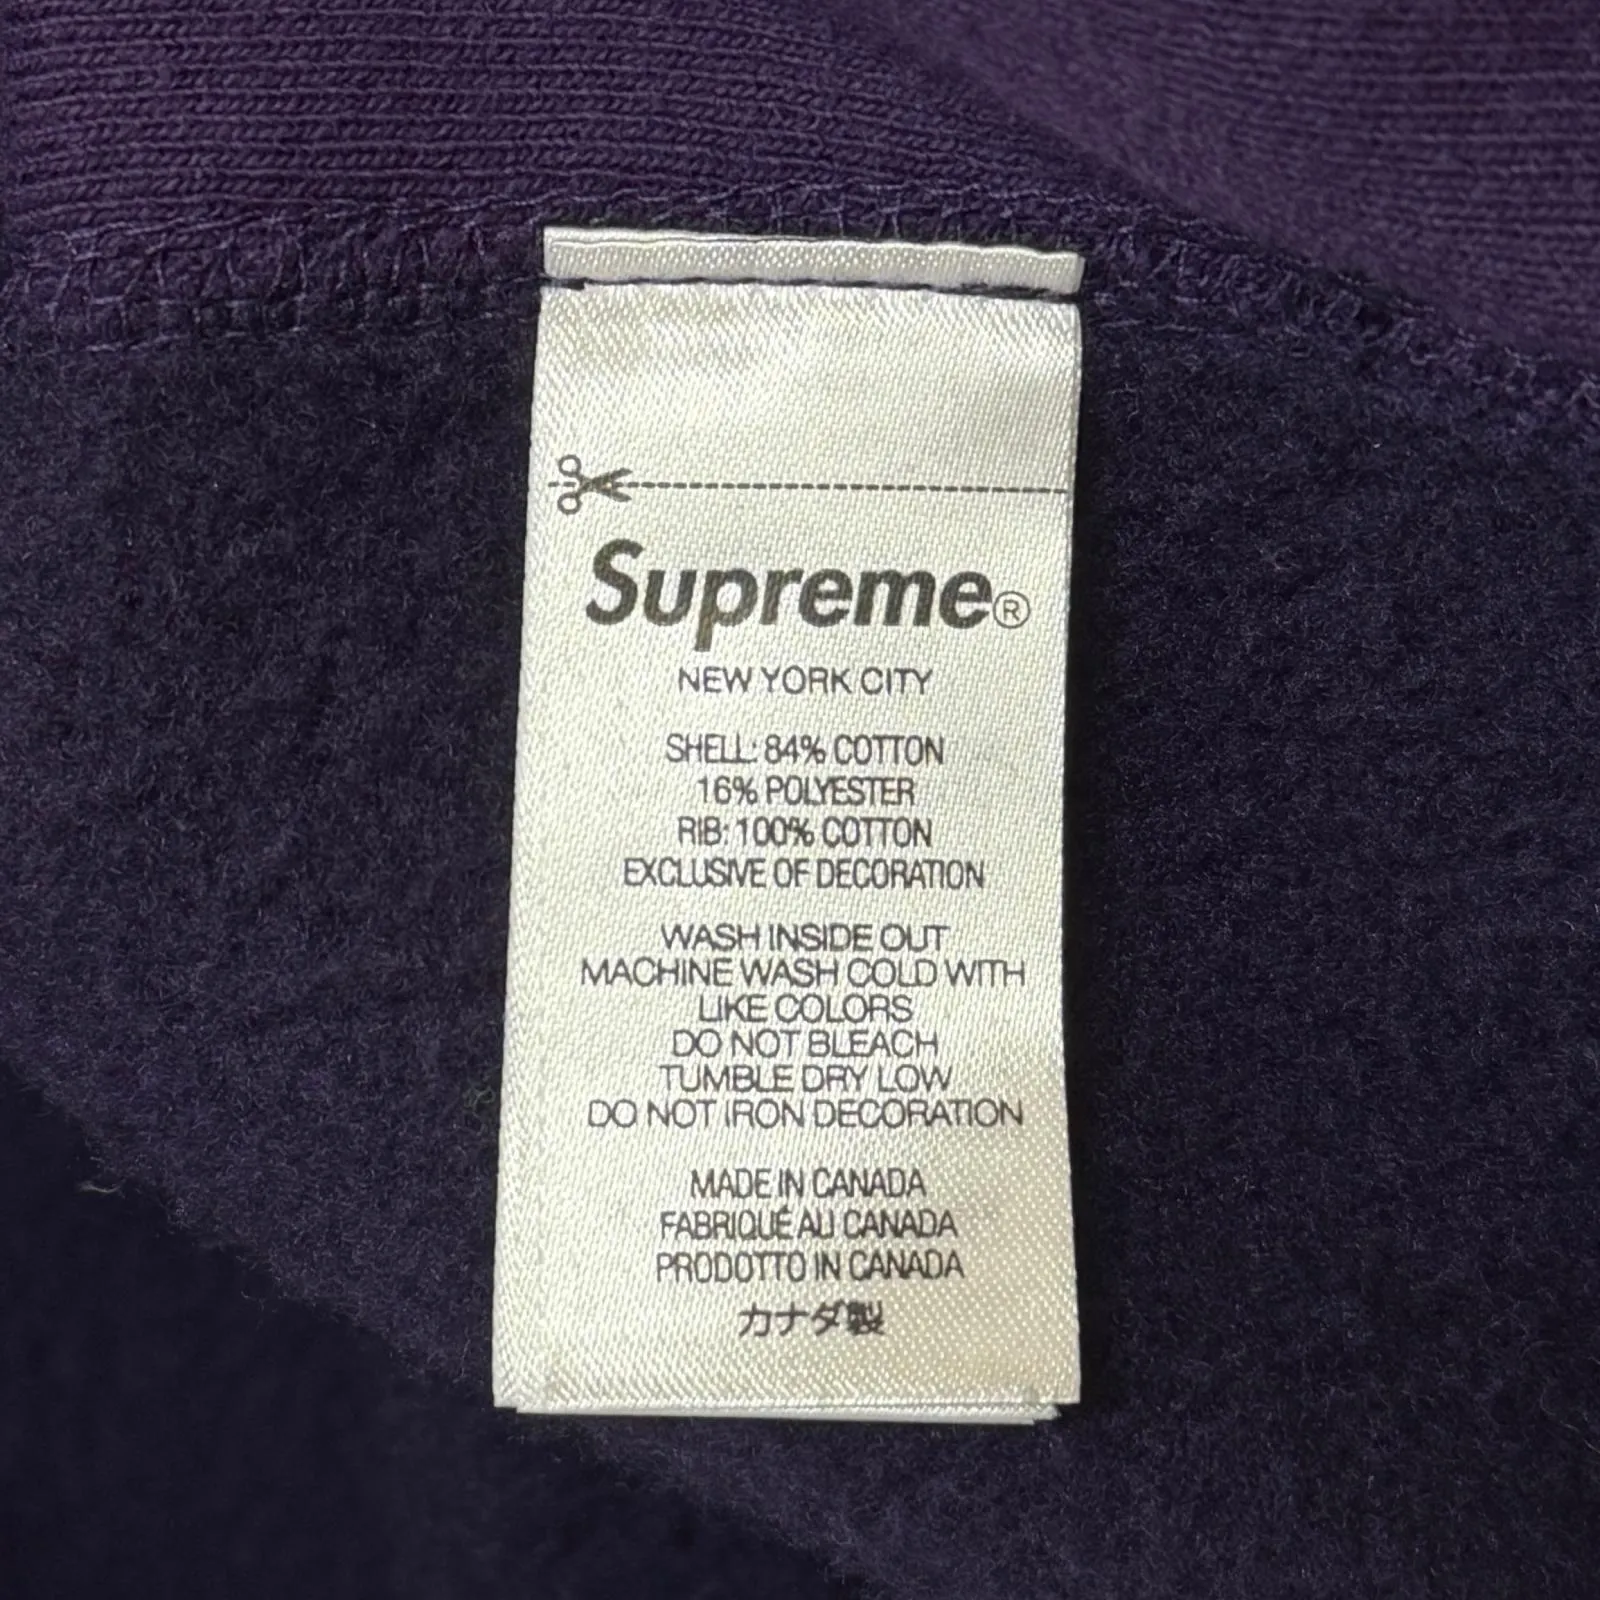 Supreme®
NEW YORK CITY
SHELL: 84% COTTON
16% POLYESTER
RIB: 100% COTTON
EXCLUSIVE OF DECORATION
WASH INSIDE OUT
MACHINE WASH COLD WITH
LIKE COLORS
DO NOT BLEACH
TUMBLE DRY LOW
DO NOT IRON DECORATION
MADE IN CANADA
FABRIQUÉ AU CANADA
PRODOTTO IN CANADA
カナダ製